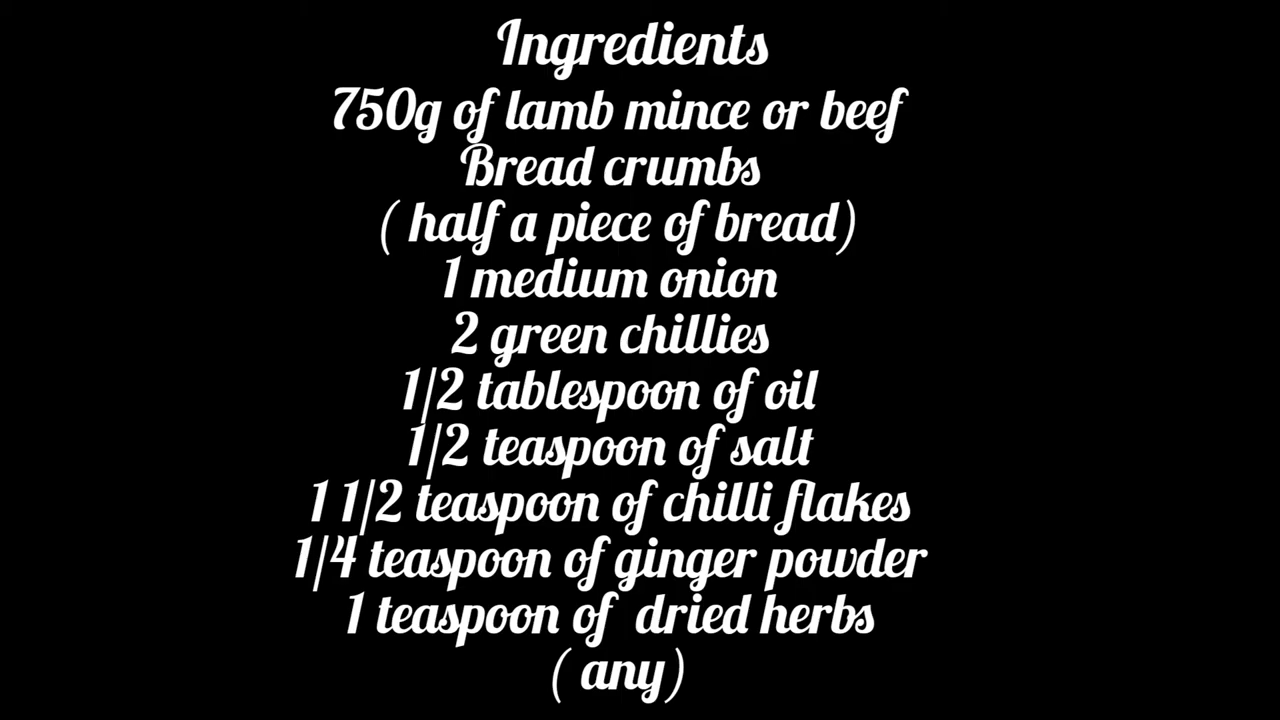 Ingredients
750g of lamb mince or beef
Bread crumbs
( half a piece of bread)
1 medium onion
2 green chillies
1/2 tablespoon of oil
1/2 teaspoon of salt
1 1/2 teaspoon of chilli flakes
1/4 teaspoon of ginger powder
1 teaspoon of  dried herbs
( any)